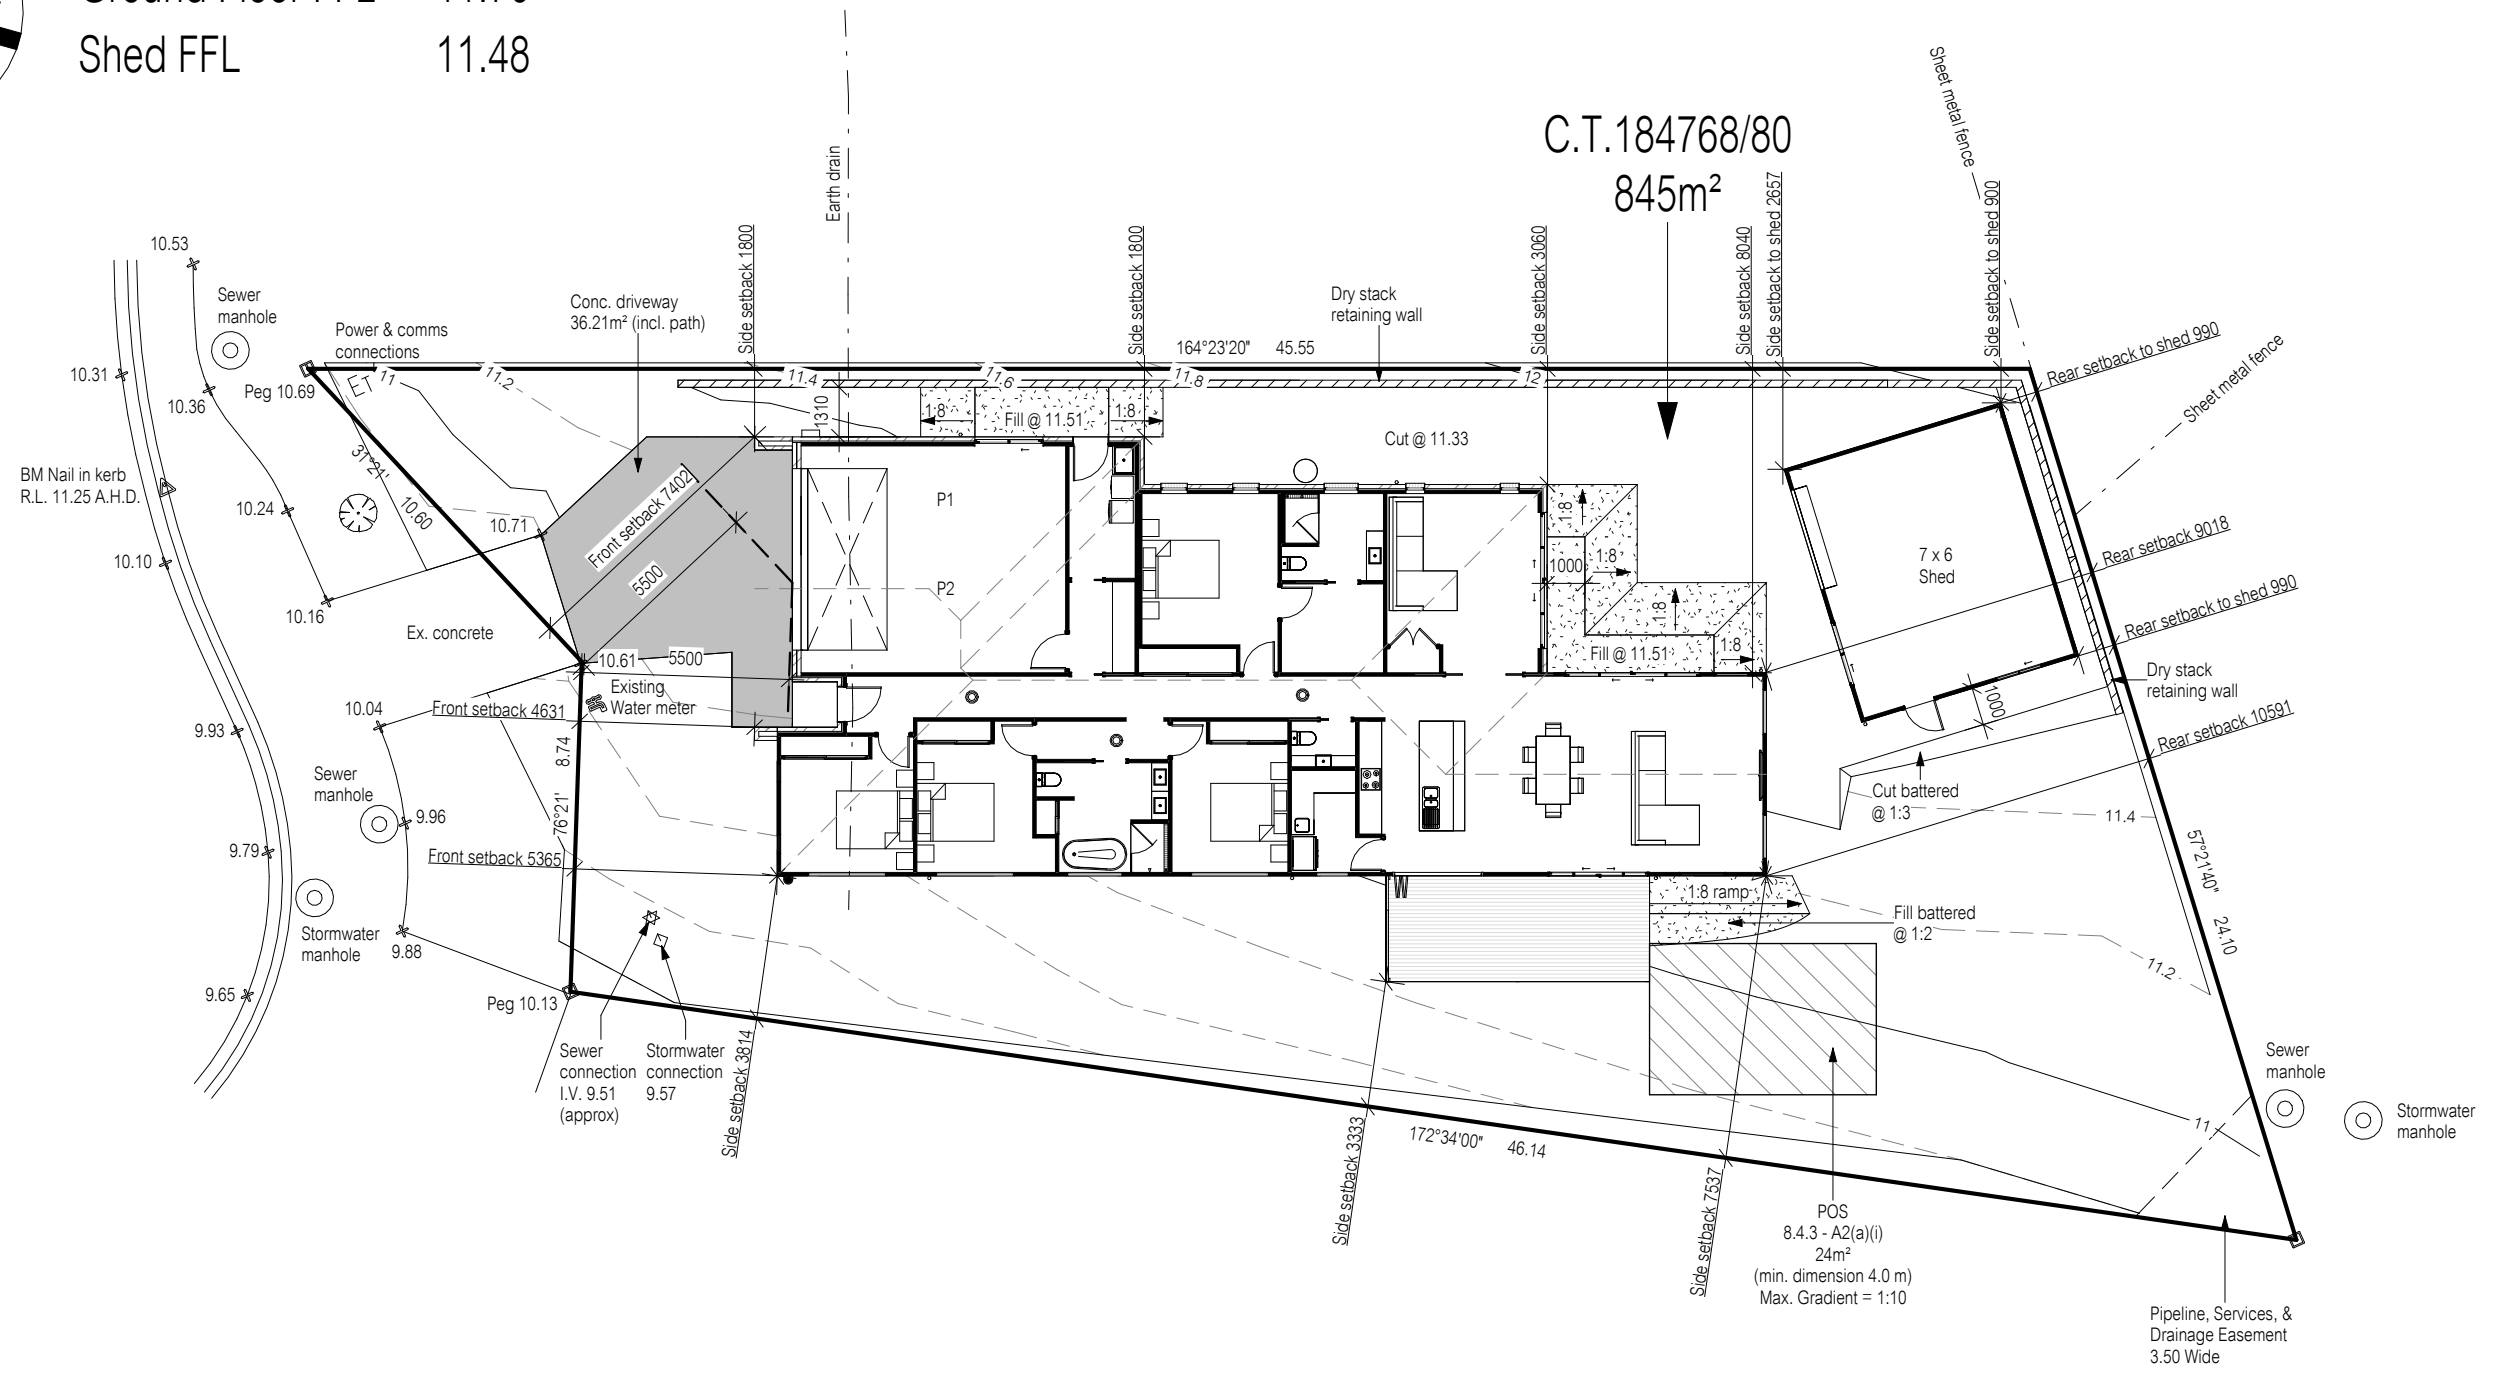 Shed FFL 11.48
C.T.184768/80
845m²
Sheet metal fence
Earth drain
Side setback 1800
Side setback 1800
Side setback 3060
Side setback 8040
Side setback to shed 2657
Side setback to shed 900
10.53
Sewer
manhole
Power & comms
connections
Conc. driveway
36.21m² (incl. path)
Dry stack
retaining wall
164°23'20" 45.55
Rear setback to shed 990
Sheet metal fence
10.31
10.36
Peg 10.69
ET
11
11.2
11.4
11.6
11.8
12
1310
1:8
Fill @ 11.51
1:8
Cut @ 11.33
BM Nail in kerb
R.L. 11.25 A.H.D.
31°21'
10.60
10.24
10.71
10.10
10.16
Front setback 7402
5500
P1
P2
1:8
1000
1:8
1:8
Fill @ 11.51
1:8
7 x 6
Shed
Rear setback 9018
Rear setback to shed 990
Dry stack
retaining wall
1000
Rear setback 10591
Ex. concrete
10.61
5500
Existing
Water meter
Front setback 4631
10.04
9.93
8.74
76°21'
Sewer
manhole
9.96
9.79
Front setback 5365
Cut battered
@ 1:3
11.4
57°21'40"
24.10
1:8 ramp
W
Fill battered
@ 1:2
11.2
Stormwater
manhole
9.88
9.65
Peg 10.13
Sewer
connection
I.V. 9.51
(approx)
Stormwater
connection
9.57
Side setback 3814
Side setback 3333
172°34'00" 46.14
Side setback 7537
POS
8.4.3 - A2(a)(i)
24m²
(min. dimension 4.0 m)
Max. Gradient = 1:10
11
Sewer
manhole
Stormwater
manhole
Pipeline, Services, &
Drainage Easement
3.50 Wide